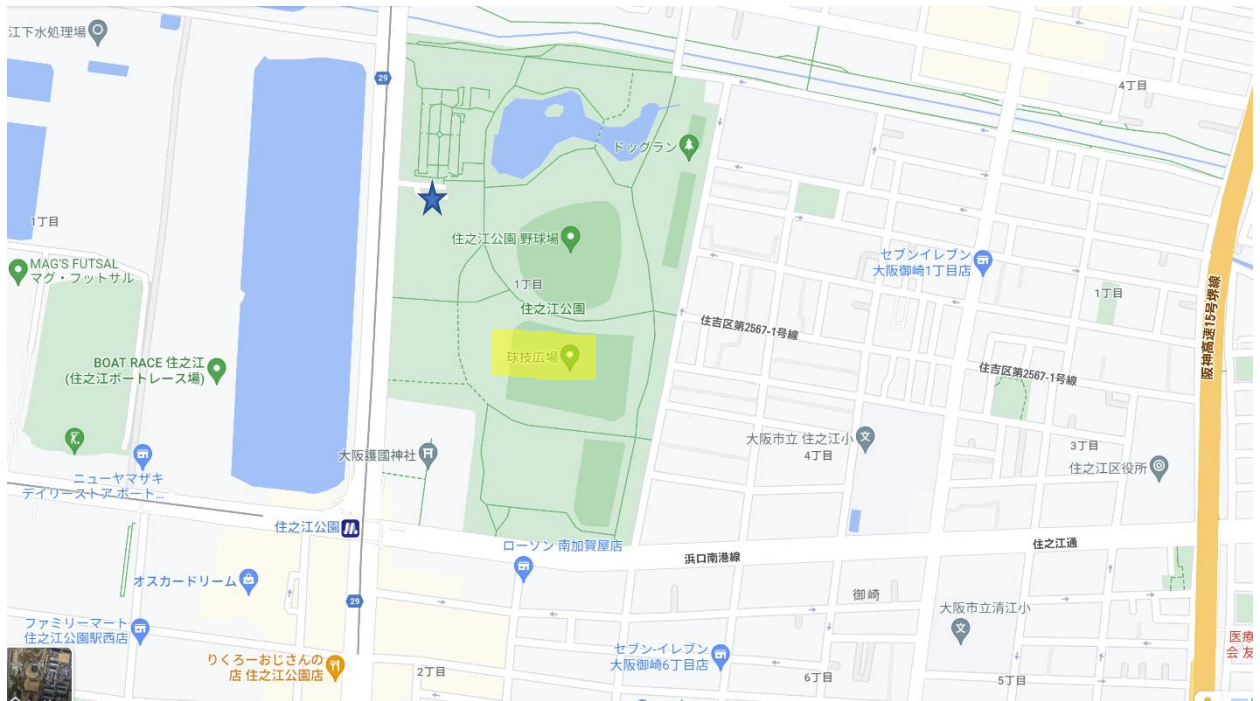 江下水処理場
29
4丁目
ドッグラン
1丁目
住之江公園 野球場
セブン-イレブン
大阪御崎1丁目店
MAG'S FUTSAL
マグ・フットサル
1丁目
住之江公園
1丁目
阪神高速15号堺線
住吉区第2567-1号線
球技広場
BOAT RACE 住之江
(住之江ボートレース場)
住吉区第2567-1号線
大阪市立 住之江小
4丁目
3丁目
大阪護國神社
住之江区役所
ニューヤマザキ
デイリーストア ボート...
住之江公園
ローソン 南加賀屋店
浜口南港線
住之江通
オスカードリーム
29
御崎
大阪市立清江小
ファミリーマート
住之江公園駅西店
セブン-イレブン
大阪御崎6丁目店
医療
会 友
りくろーおじさんの
店 住之江公園店
2丁目
6丁目
5丁目